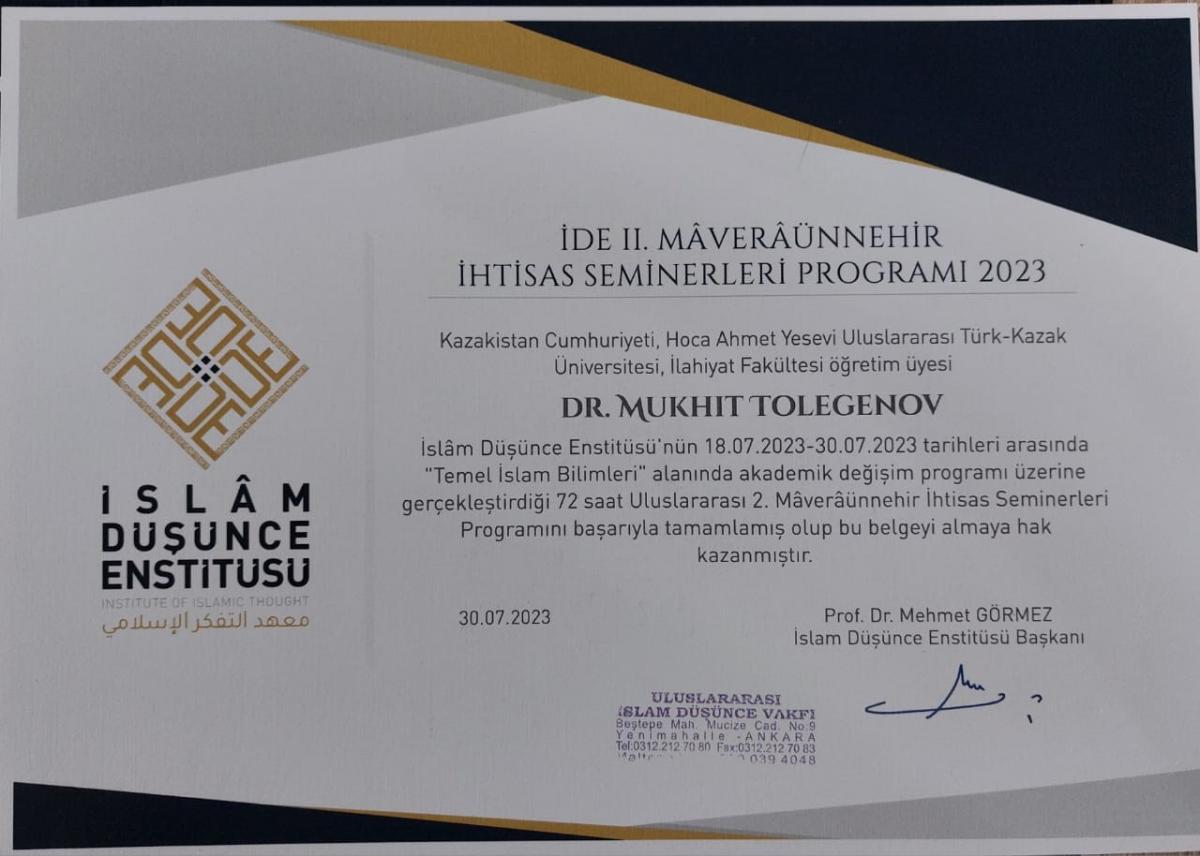 İDE II. MÂVERÂÜNNEHİR
İHTİSAS SEMİNERLERİ PROGRAMI 2023
Kazakistan Cumhuriyeti, Hoca Ahmet Yesevi Uluslararası Türk-Kazak
Üniversitesi, İlahiyat Fakültesi öğretim üyesi
DR. MUKHIT TOLEGENOV
İslâm Düşünce Enstitüsü'nün 18.07.2023-30.07.2023 tarihleri arasında
"Temel İslam Bilimleri" alanında akademik değişim programı üzerine
gerçekleştirdiği 72 saat Uluslararası 2. Mâverâünnehir İhtisas Seminerleri
Programını başarıyla tamamlamış olup bu belgeyi almaya hak
kazanmıştır.
İSLÂM
DÜŞÜNCE
ENSTİTÜSÜ
INSTITUTE OF ISLAMIC THOUGHT
معهد التفكر الإسلامي
30.07.2023
Prof. Dr. Mehmet GÖRMEZ
İslam Düşünce Enstitüsü Başkanı
ULUSLARARASI
İSLAM DÜŞÜNCE VAKFI
Beştepe Mah. Mucize Cad. No:9
Yenimahalle - ANKARA
Tel:0312.212 70 80 Fax:0312.212 70 83
039 4048